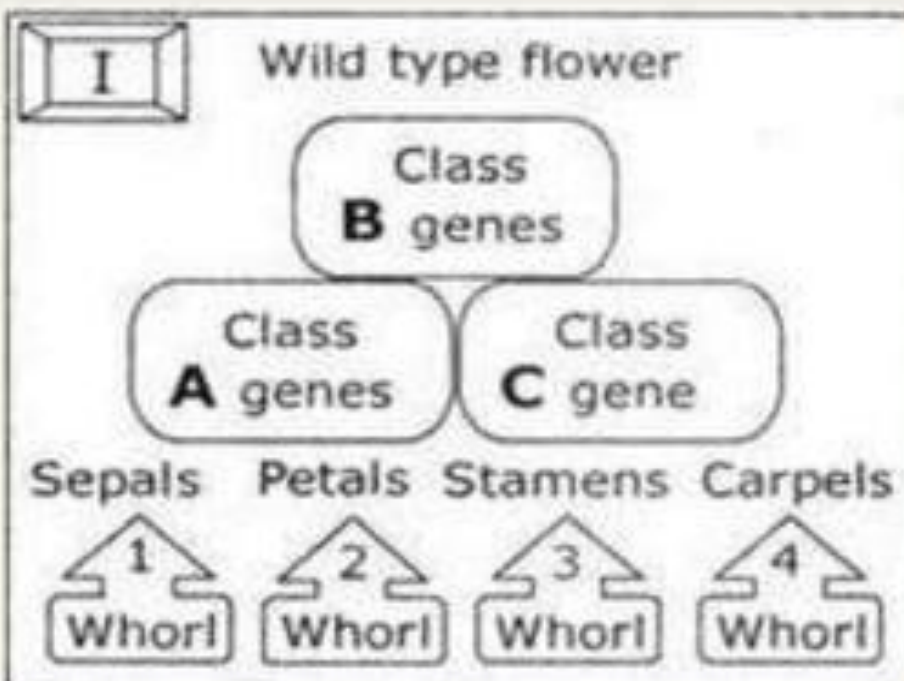 I
Wild type flower
Class
B genes
Class
A genes
Class
C gene
Sepals Petals Stamens Carpels
1 2 3 4
Whorl Whorl Whorl Whorl